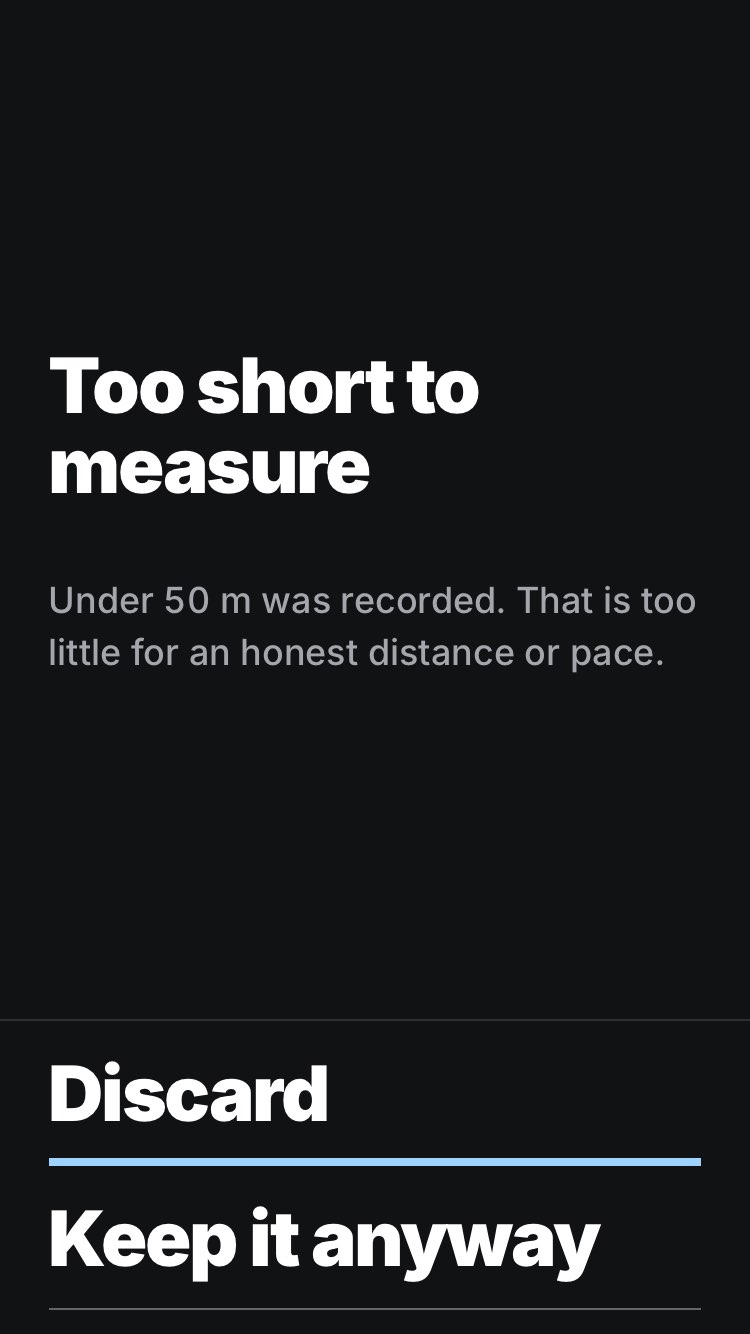 Too short to
measure
Under 50 m was recorded. That is too
little for an honest distance or pace.
Discard
Keep it anyway